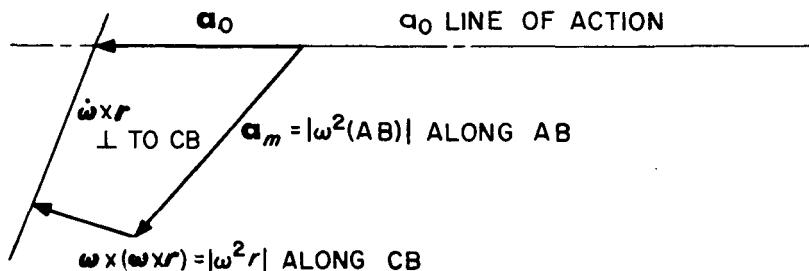 a₀ a₀ LINE OF ACTION
ω̇×r
⊥ TO CB
aₘ = |ω²(AB)| ALONG AB
ω×(ω×r) = |ω²r| ALONG CB